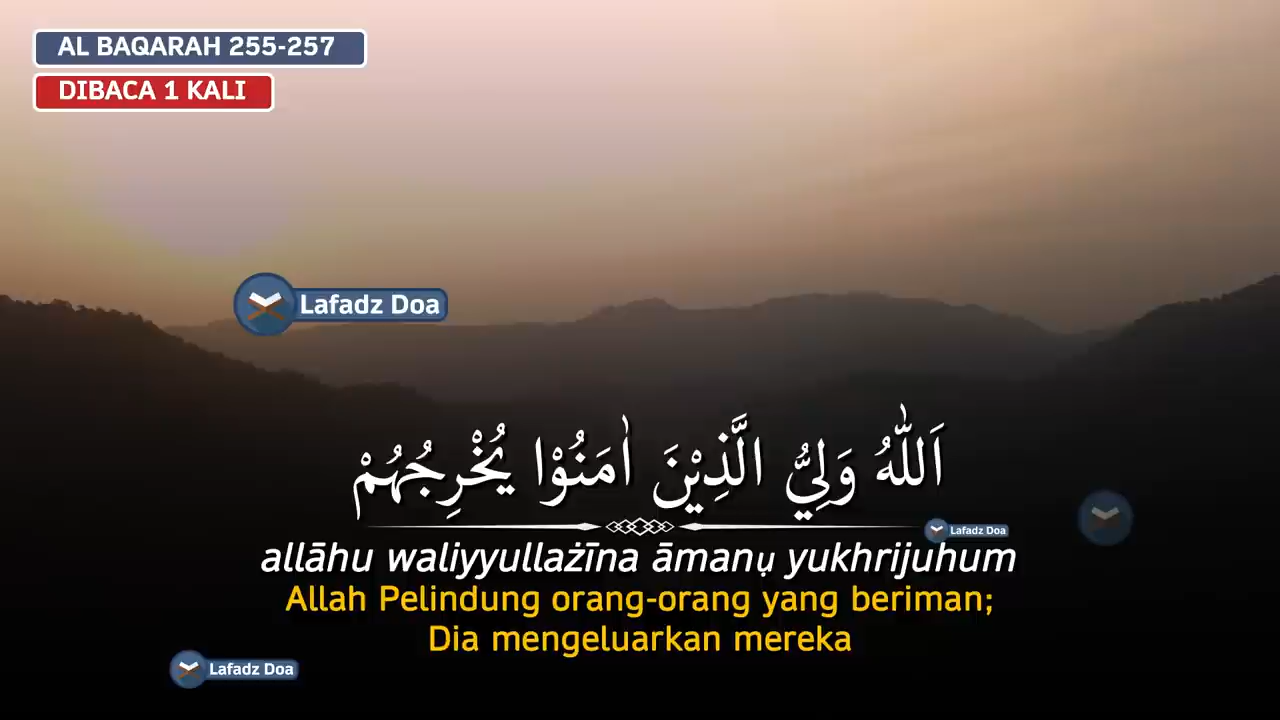 AL BAQARAH 255-257
DIBACA 1 KALI
Lafadz Doa
اَللّٰهُ وَلِيُّ الَّذِيْنَ اٰمَنُوْا يُخْرِجُهُمْ
Lafadz Doa
allāhu waliyyullażīna āmanụ yukhrijuhum
Allah Pelindung orang-orang yang beriman;
Dia mengeluarkan mereka
Lafadz Doa